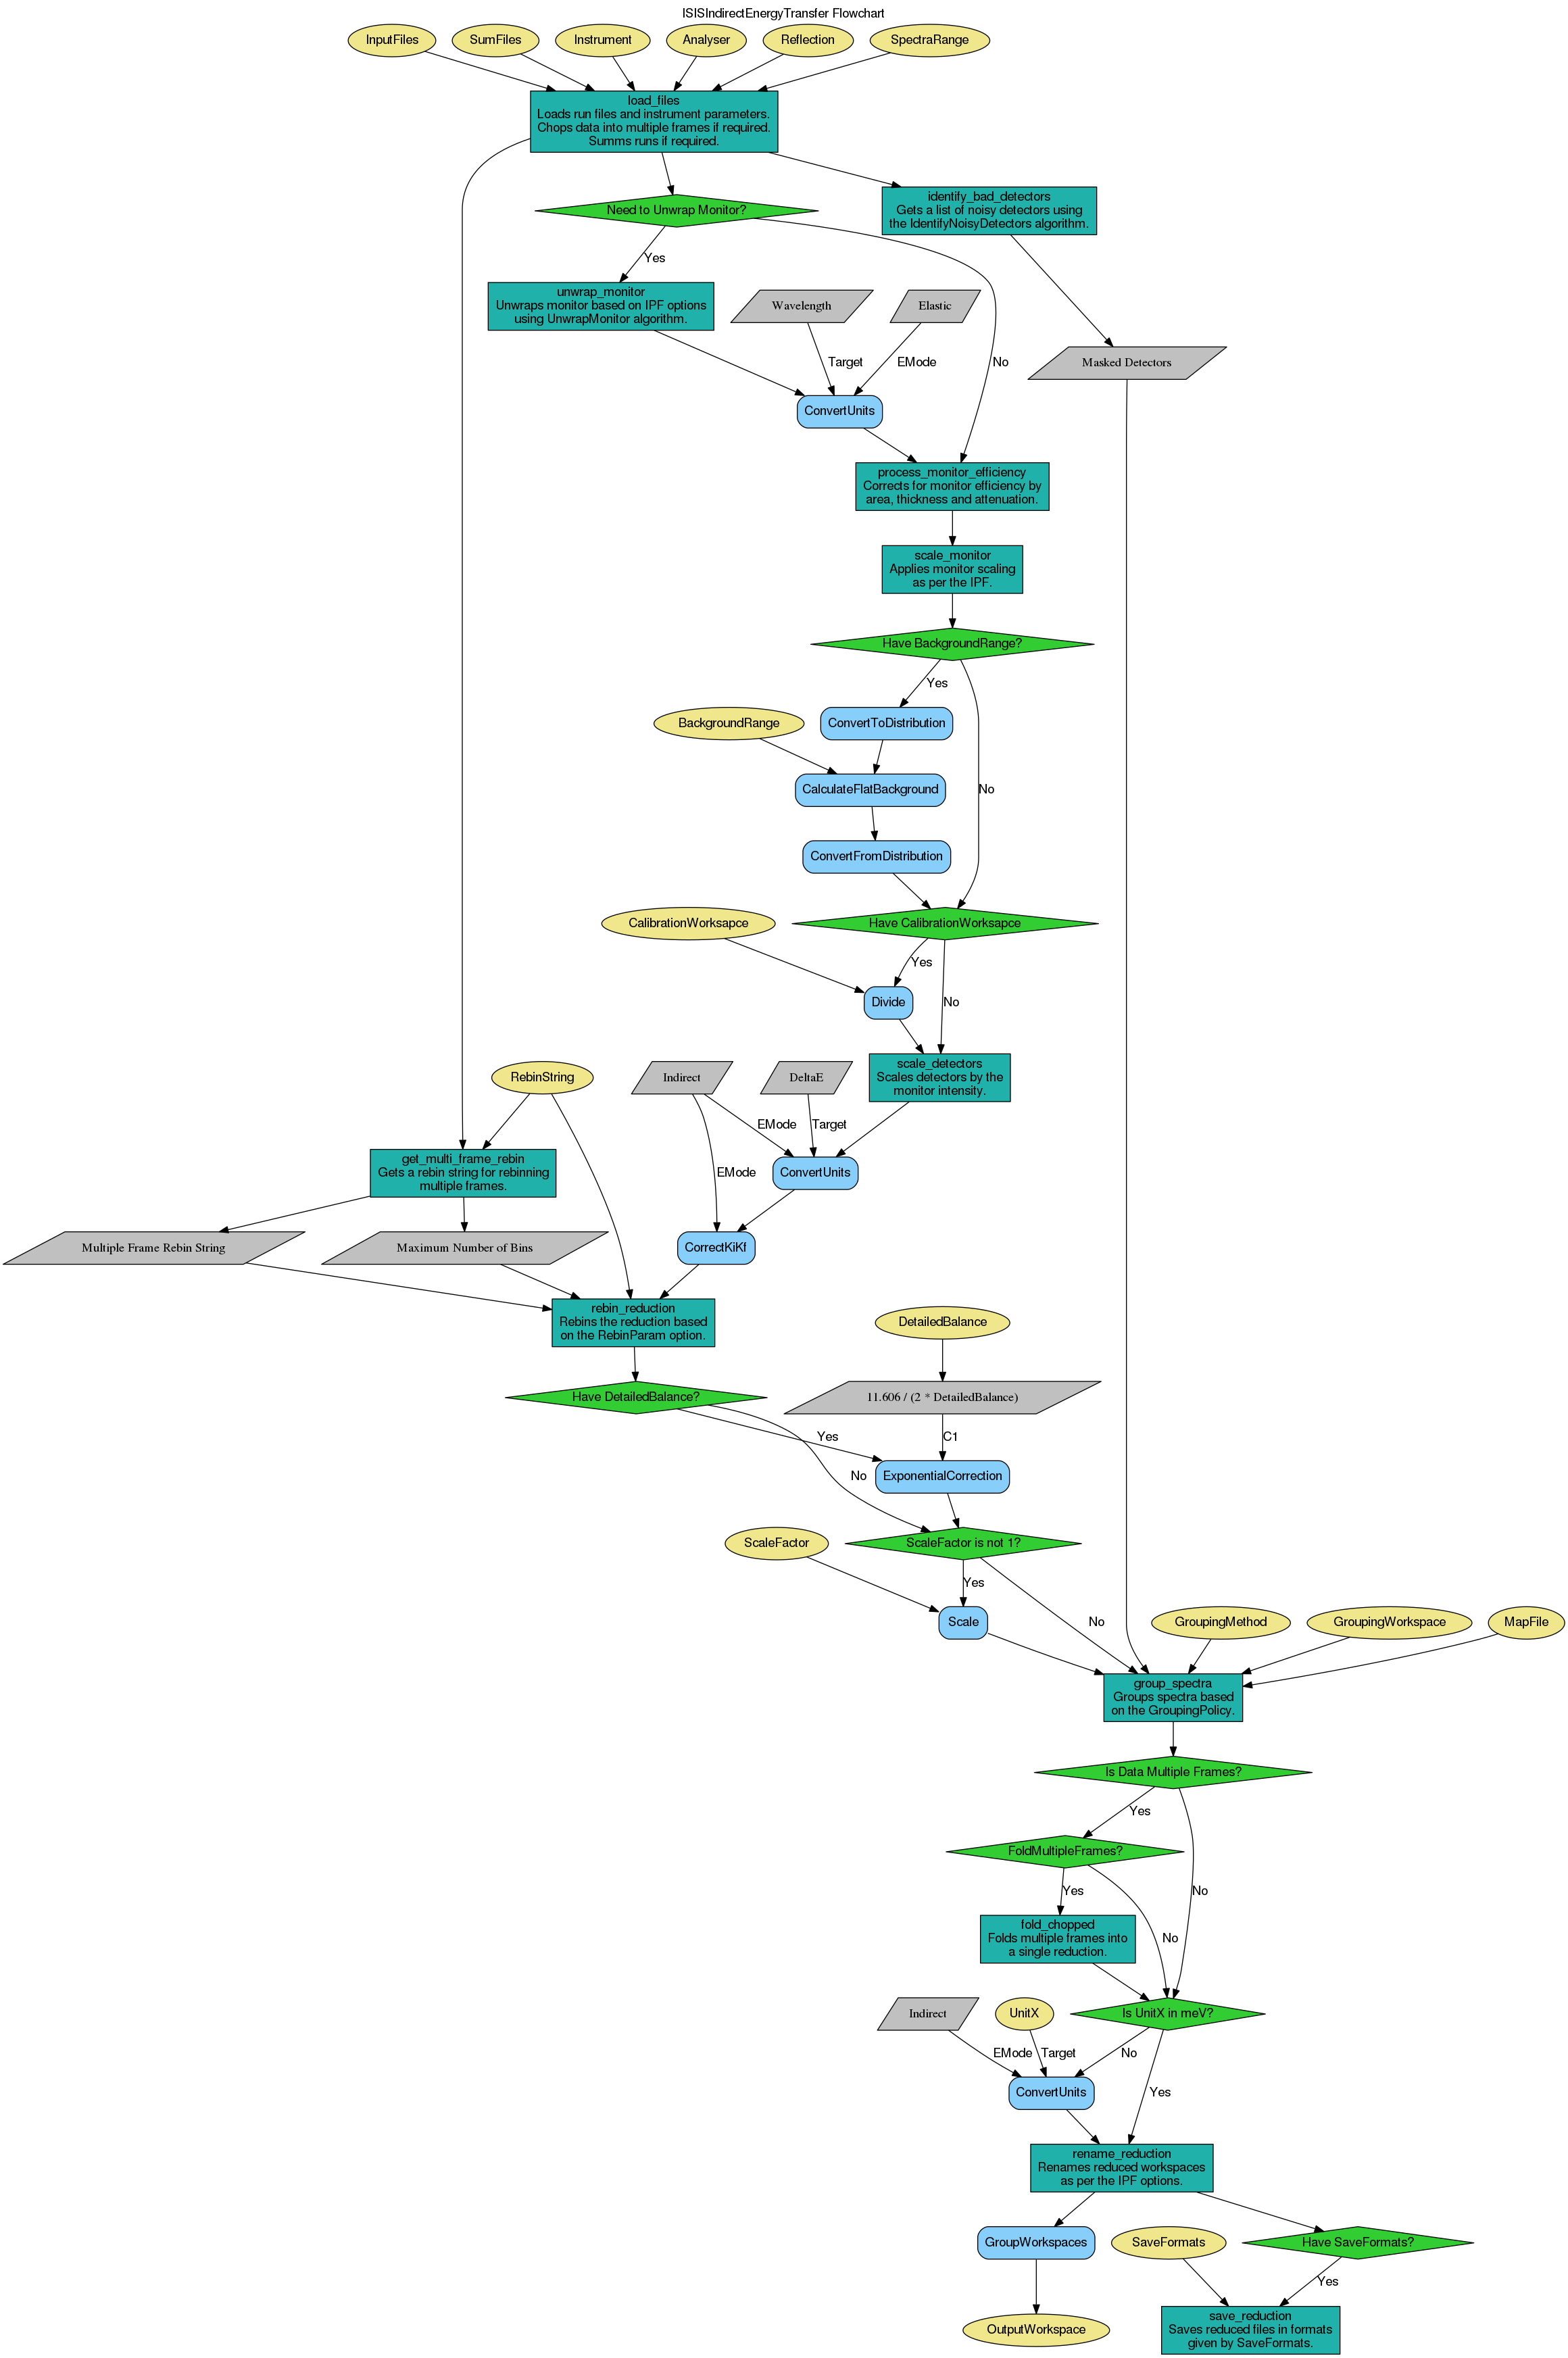 ISISIndirectEnergyTransfer Flowchart
InputFiles
SumFiles
Instrument
Analyser
Reflection
SpectraRange
load_files
Loads run files and instrument parameters.
Chops data into multiple frames if required.
Summs runs if required.
Need to Unwrap Monitor?
identify_bad_detectors
Gets a list of noisy detectors using
the IdentifyNoisyDetectors algorithm.
Yes
unwrap_monitor
Unwraps monitor based on IPF options
using UnwrapMonitor algorithm.
Wavelength
Elastic
Target
EMode
No
Masked Detectors
ConvertUnits
process_monitor_efficiency
Corrects for monitor efficiency by
area, thickness and attenuation.
scale_monitor
Applies monitor scaling
as per the IPF.
Have BackgroundRange?
Yes
BackgroundRange
ConvertToDistribution
CalculateFlatBackground
No
ConvertFromDistribution
CalibrationWorksapce
Have CalibrationWorksapce
Yes
Divide
No
RebinString
Indirect
DeltaE
scale_detectors
Scales detectors by the
monitor intensity.
EMode
Target
get_multi_frame_rebin
Gets a rebin string for rebinning
multiple frames.
EMode
ConvertUnits
Multiple Frame Rebin String
Maximum Number of Bins
CorrectKiKf
rebin_reduction
Rebins the reduction based
on the RebinParam option.
DetailedBalance
Have DetailedBalance?
11.606 / (2 * DetailedBalance)
Yes
C1
No
ExponentialCorrection
ScaleFactor
ScaleFactor is not 1?
Yes
Scale
No
GroupingMethod
GroupingWorkspace
MapFile
group_spectra
Groups spectra based
on the GroupingPolicy.
Is Data Multiple Frames?
Yes
FoldMultipleFrames?
Yes
No
fold_chopped
Folds multiple frames into
a single reduction.
No
Indirect
UnitX
Is UnitX in meV?
EMode
Target
No
ConvertUnits
Yes
rename_reduction
Renames reduced workspaces
as per the IPF options.
GroupWorkspaces
SaveFormats
Have SaveFormats?
Yes
OutputWorkspace
save_reduction
Saves reduced files in formats
given by SaveFormats.